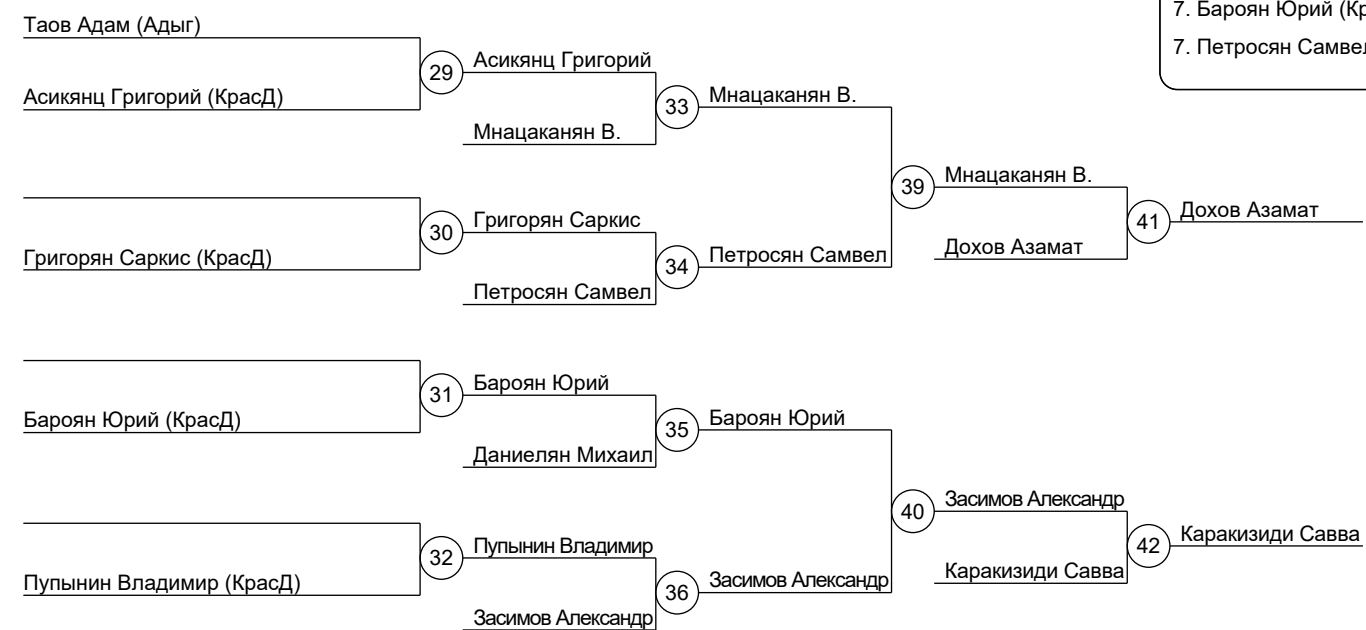 7. Бароян Юрий (Кр
7. Петросян Самвел
Таов Адам (Адыг)
29
Асикянц Григорий
Асикянц Григорий (КрасД)
33
Мнацаканян В.
Мнацаканян В.
39
Мнацаканян В.
Григорян Саркис (КрасД)
30
Григорян Саркис
34
Петросян Самвел
Петросян Самвел
Дохов Азамат
41
Дохов Азамат
Бароян Юрий (КрасД)
31
Бароян Юрий
35
Бароян Юрий
Даниелян Михаил
40
Засимов Александр
Пупынин Владимир (КрасД)
32
Пупынин Владимир
36
Засимов Александр
Засимов Александр
Каракизиди Савва
42
Каракизиди Савва